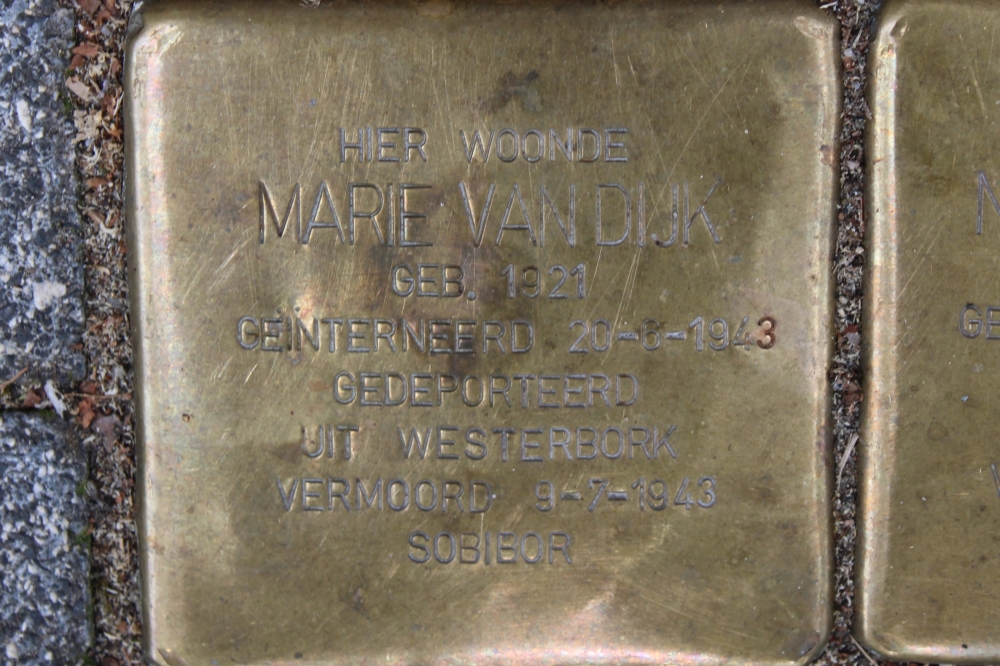 HIER WOONDE
MARIE VAN DIJK
GEB. 1921
GEÏNTERNEERD 20-6-1943
GEDEPORTEERD
UIT WESTERBORK
VERMOORD 9-7-1943
SOBIBOR